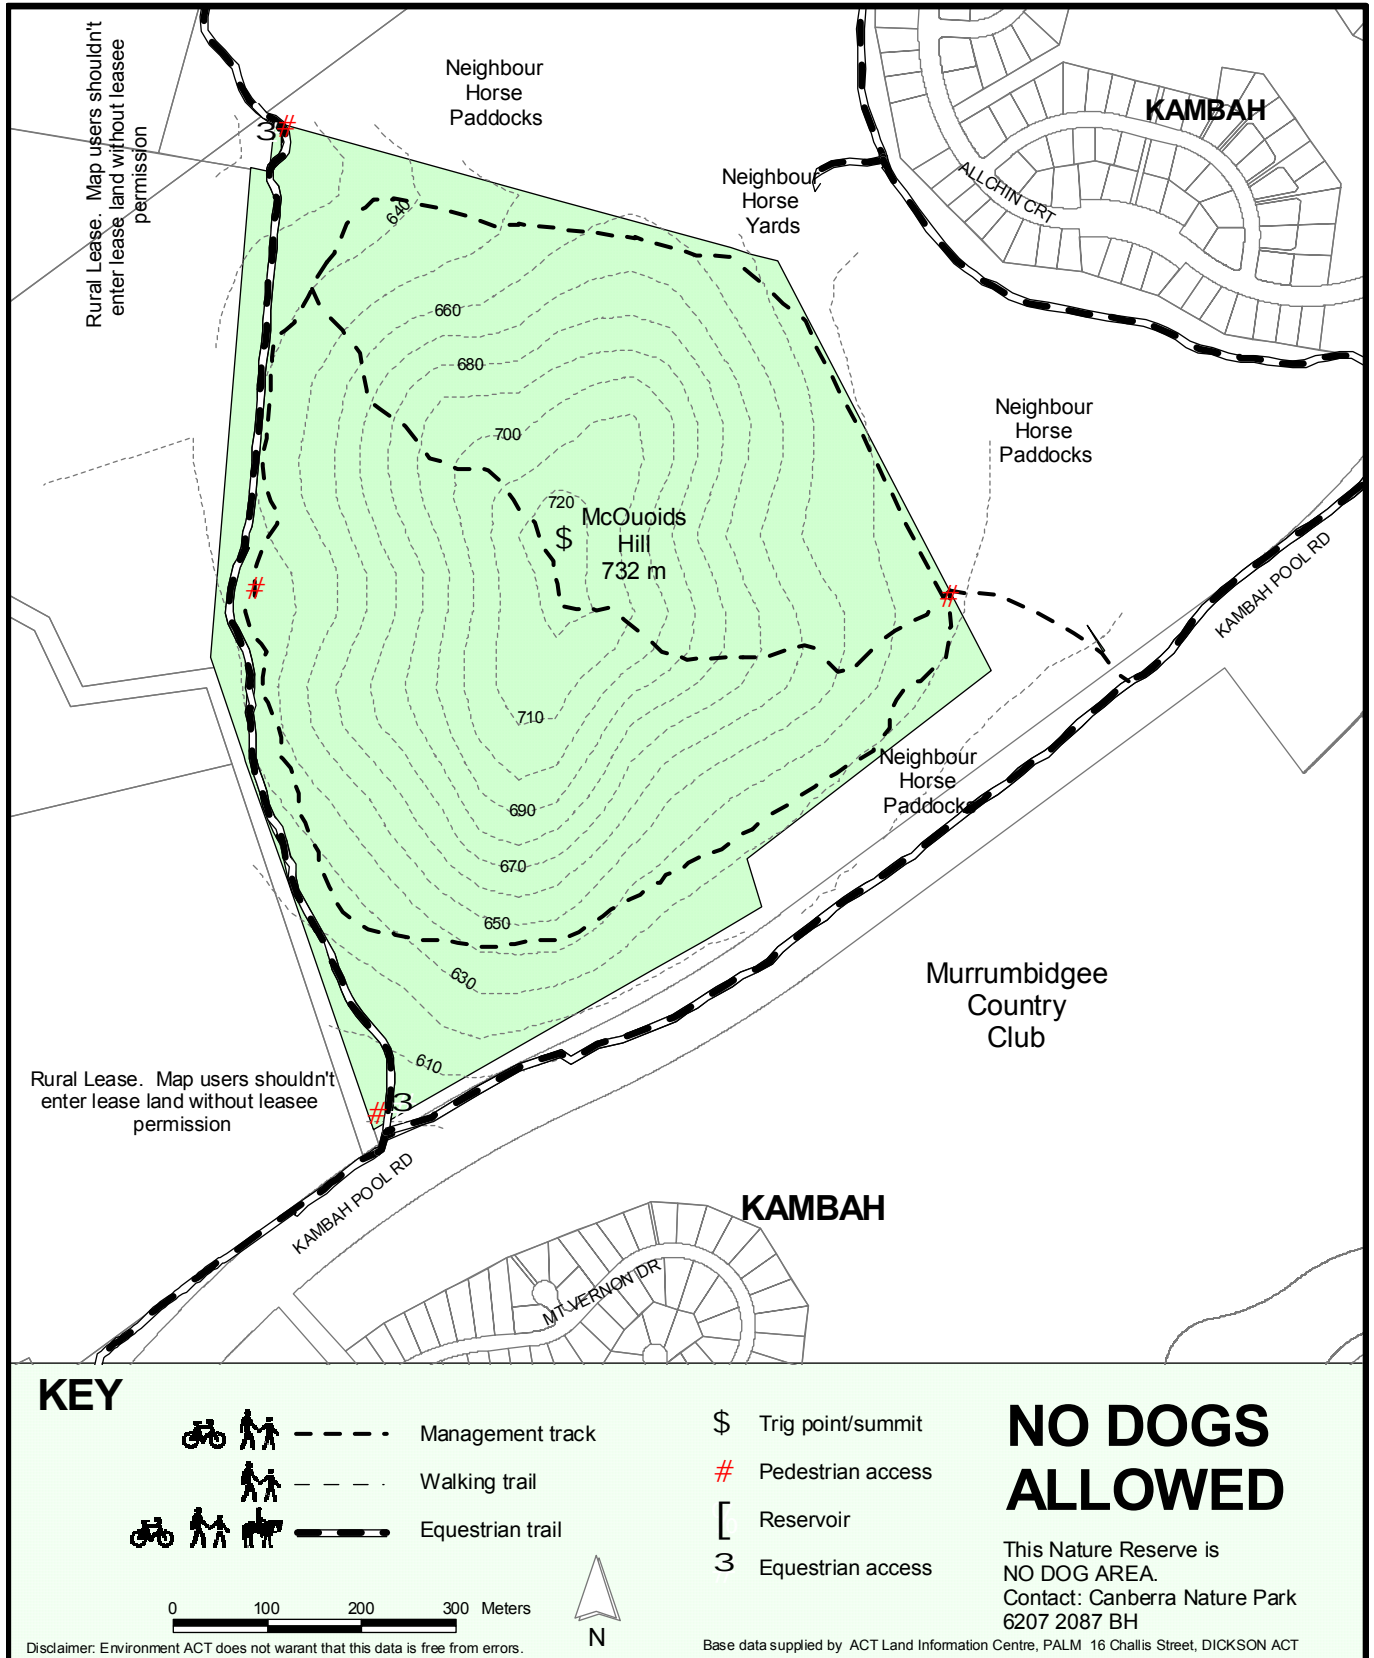 Rural Lease. Map users shouldn't
enter lease land without leasee
permission
Neighbour
Horse
Paddocks
KAMBAH
ALLCHIN CRT
Neighbour
Horse
Yards
3
#
640
660
680
700
720
$
McQuoids
Hill
732 m
Neighbour
Horse
Paddocks
KAMBAH POOL RD
#
#
710
690
670
650
630
610
Neighbour
Horse
Paddocks
Murrumbidgee
Country
Club
Rural Lease. Map users shouldn't
enter lease land without leasee
permission
#
3
KAMBAH POOL RD
KAMBAH
MT VERNON DR
KEY
Management track
Walking trail
Equestrian trail
0 100 200 300 Meters
N
$ Trig point/summit
# Pedestrian access
[ Reservoir
3 Equestrian access
NO DOGS
ALLOWED
This Nature Reserve is
NO DOG AREA.
Contact: Canberra Nature Park
6207 2087 BH
Disclaimer: Environment ACT does not warant that this data is free from errors.
Base data supplied by ACT Land Information Centre, PALM 16 Challis Street, DICKSON ACT